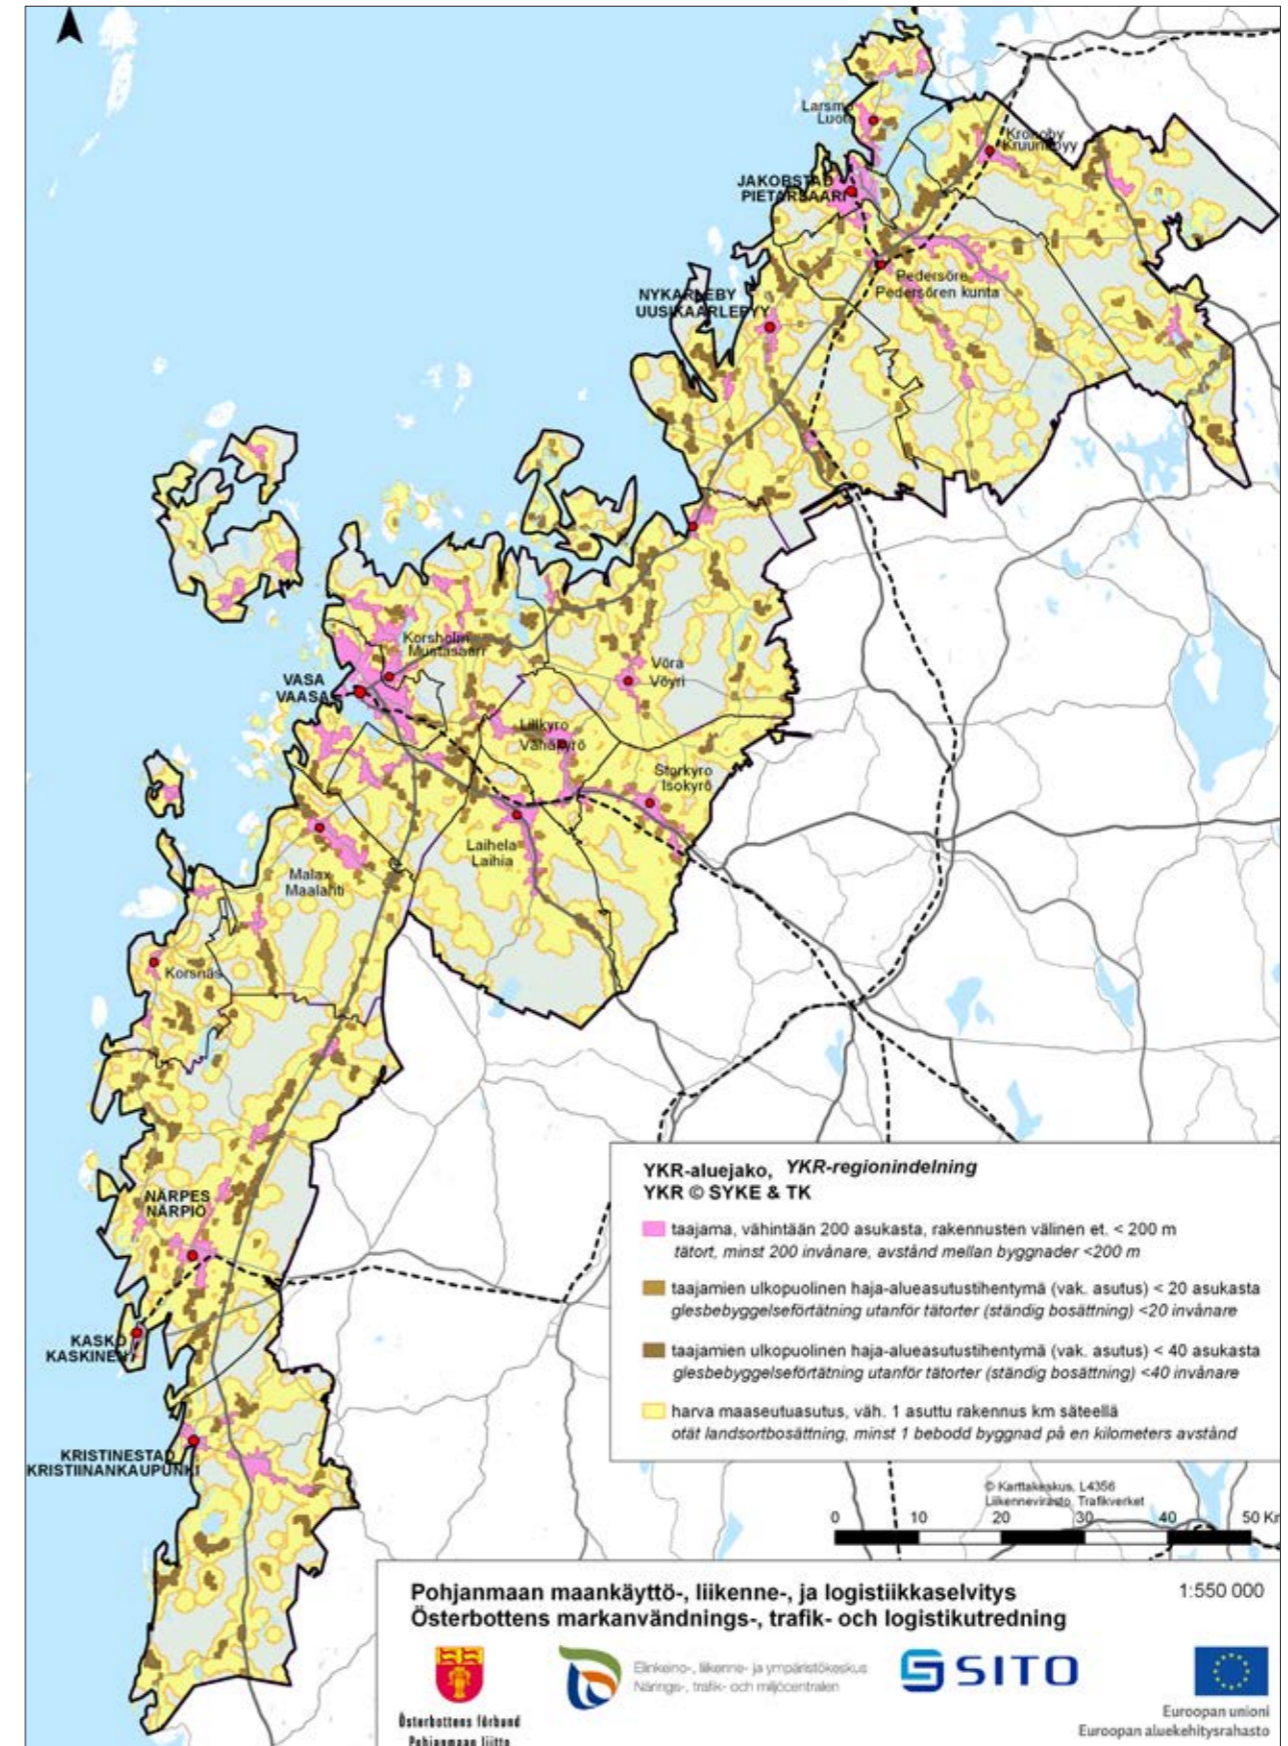 Larsmo
Luoto
Kronoby
Kruunupyy
JAKOBSTAD
PIETARSAARI
Pedersöre
Pedersören kunta
NYKARLEBY
UUSIKAARLEPYY
Korsholm
Mustasaari
VASA
VAASA
Vörå
Vöyri
Lillkyro
Vähäkyrö
Storkyro
Isokyrö
Laihela
Laihia
Malax
Maalahti
Korsnäs
NÄRPES
NÄRPIÖ
KASKÖ
KASKINEN
KRISTINESTAD
KRISTIINANKAUPUNKI
YKR-aluejako, YKR-regionindelning
YKR © SYKE & TK
taajama, vähintään 200 asukasta, rakennusten välinen et. < 200 m
tätort, minst 200 invånare, avstånd mellan byggnader <200 m
taajamien ulkopuolinen haja-alueasutustihentymä (vak. asutus) < 20 asukasta
glesbebyggelseförtätning utanför tätorter (ständig bosättning) <20 invånare
taajamien ulkopuolinen haja-alueasutustihentymä (vak. asutus) < 40 asukasta
glesbebyggelseförtätning utanför tätorter (ständig bosättning) <40 invånare
harva maaseutuasutus, väh. 1 asuttu rakennus km säteellä
otät landsortbosättning, minst 1 bebodd byggnad på en kilometers avstånd
© Karttakeskus, L4356
Liikennevirasto, Trafikverket
0 10 20 30 40 50 Km
Pohjanmaan maankäyttö-, liikenne-, ja logistiikkaselvitys
Österbottens markanvändnings-, trafik- och logistikutredning
1:550 000
Elinkeino-, liikenne- ja ympäristökeskus
Närings-, trafik- och miljöcentralen
SITO
Österbottens förbund
Pohjanmaan liitto
Euroopan unioni
Euroopan aluekehitysrahasto